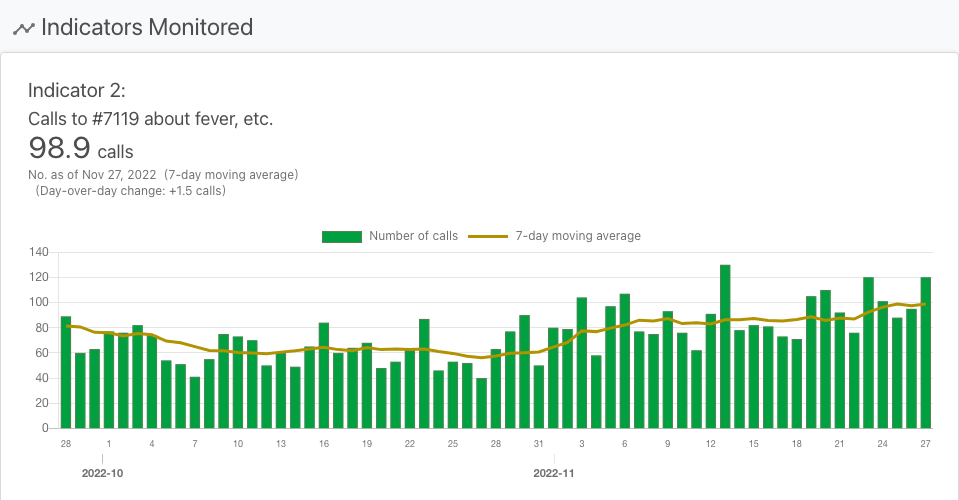 Indicators Monitored
Indicator 2:
Calls to #7119 about fever, etc.
98.9 calls
No. as of Nov 27, 2022 (7-day moving average)
(Day-over-day change: +1.5 calls)
Number of calls 7-day moving average
140
120
100
80
60
40
20
0
28 1 4 7 10 13 16 19 22 25 28 31 3 6 9 12 15 18 21 24 27
2022-10 2022-11